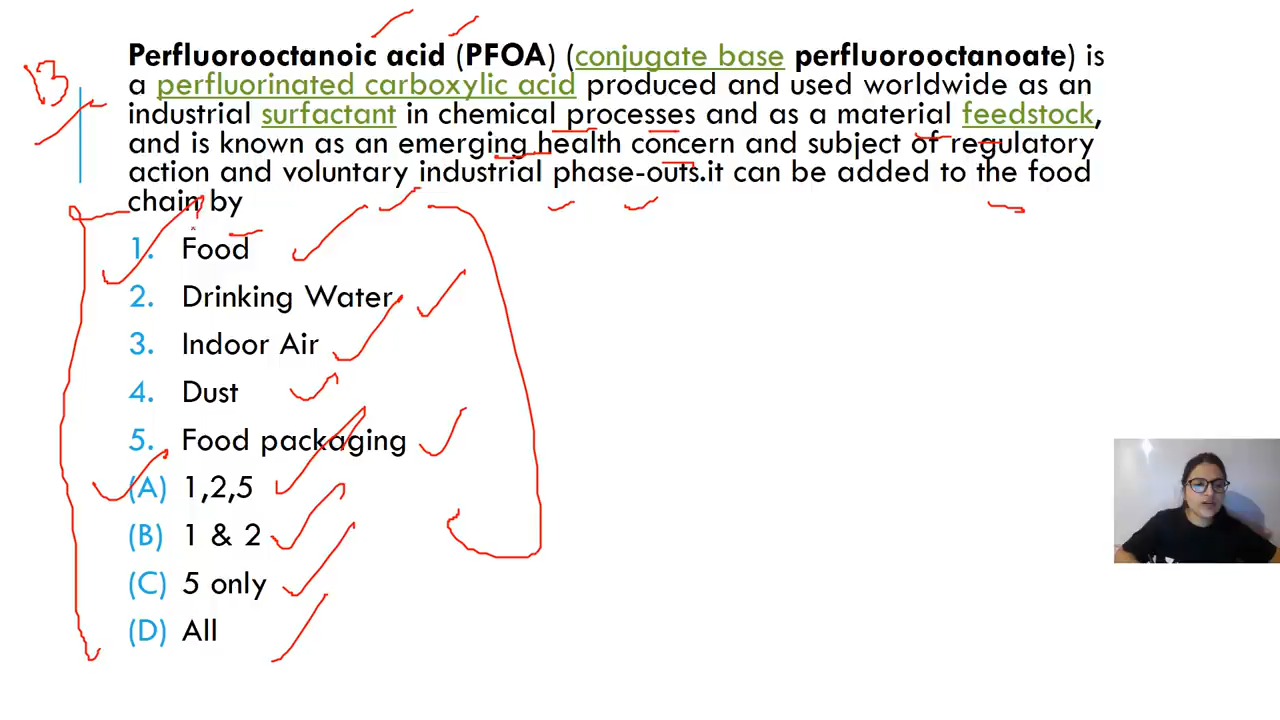 13
Perfluorooctanoic acid (PFOA) (conjugate base perfluorooctanoate) is
a perfluorinated carboxylic acid produced and used worldwide as an
industrial surfactant in chemical processes and as a material feedstock,
and is known as an emerging health concern and subject of regulatory
action and voluntary industrial phase-outs.it can be added to the food
chain by
1. Food
2. Drinking Water
3. Indoor Air
4. Dust
5. Food packaging
(A) 1,2,5
(B) 1 & 2
(C) 5 only
(D) All